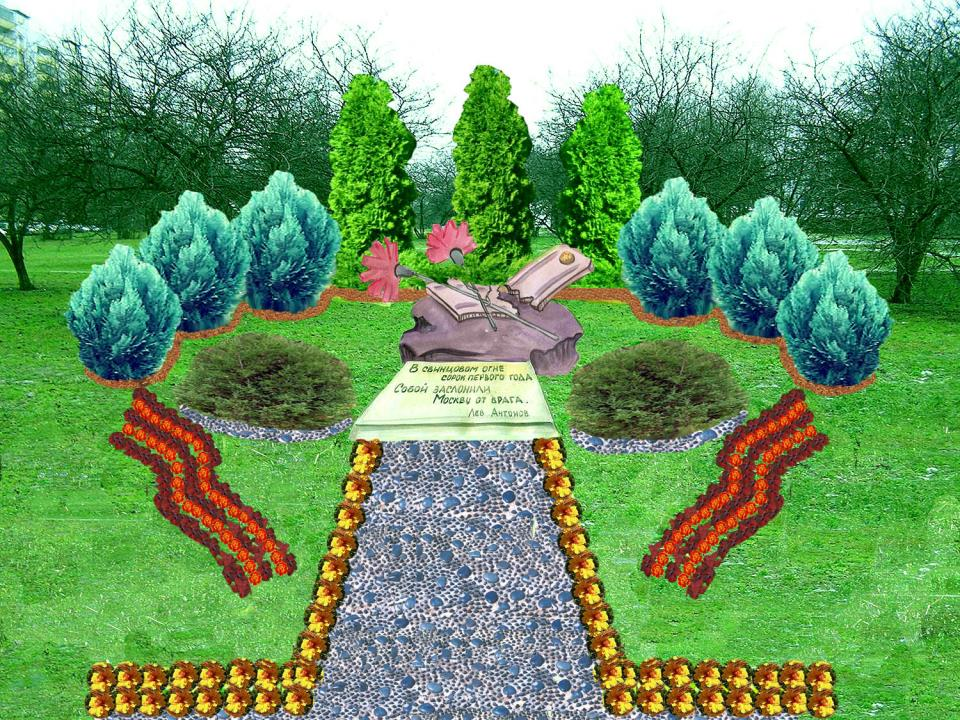 В свинцовом огне
сорок первого года
Собой заслонили
Москву от врага.
Лев Антонов